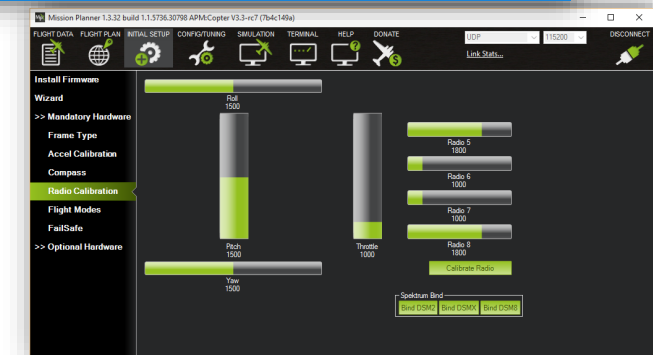 Mission Planner 1.3.32 build 1.1.5736.30798 APM:Copter V3.3-rc7 (7b4c149a)
FLIGHT DATA FLIGHT PLAN INITIAL SETUP CONFIG/TUNING SIMULATION TERMINAL HELP DONATE
UDP 115200 DISCONNECT
Link Stats...
Install Firmware
Wizard
>> Mandatory Hardware
Frame Type
Accel Calibration
Compass
Radio Calibration
Flight Modes
FailSafe
>> Optional Hardware
Roll
1500
Pitch
1500
Throttle
1000
Yaw
1500
Radio 5
1800
Radio 6
1000
Radio 7
1000
Radio 8
1800
Calibrate Radio
Spektrum Bind
Bind DSM2 Bind DSMX Bind DSM8